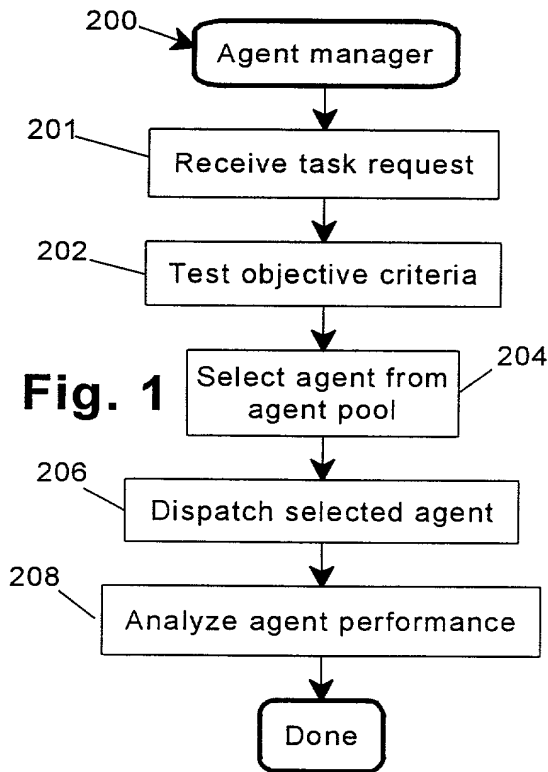 200
Agent manager
201
Receive task request
202
Test objective criteria
204
Select agent from
agent pool
Fig. 1
206
Dispatch selected agent
208
Analyze agent performance
Done